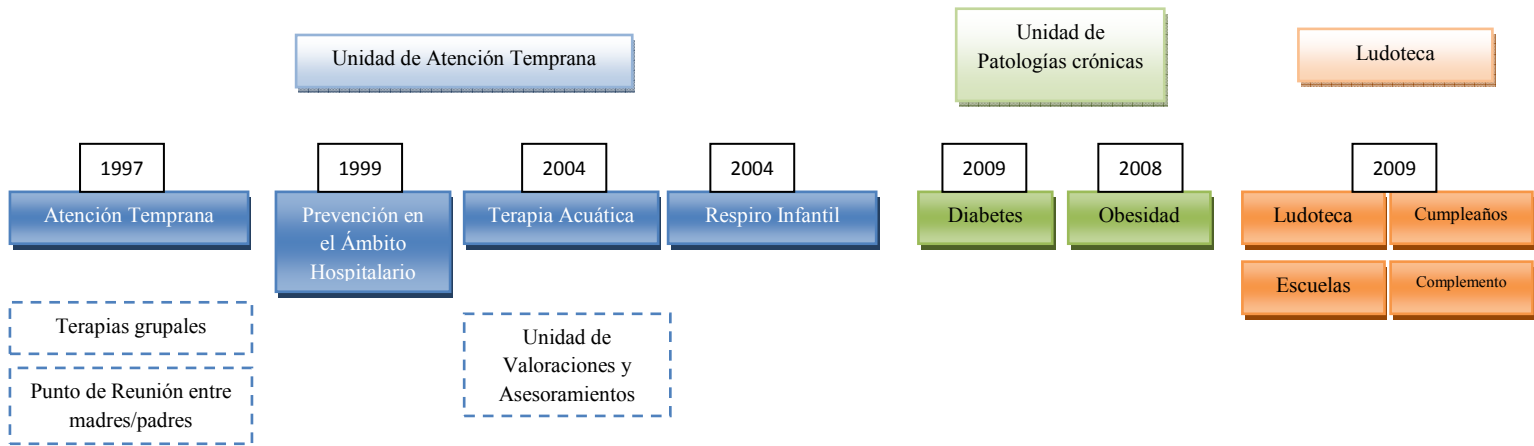 Unidad de Atención Temprana
Unidad de
Patologías crónicas
Ludoteca
1997
1999
2004
2004
2009
2008
2009
Atención Temprana
Prevención en
el Ámbito
Hospitalario
Terapia Acuática
Respiro Infantil
Diabetes
Obesidad
Ludoteca
Cumpleaños
Escuelas
Complemento
Terapias grupales
Punto de Reunión entre
madres/padres
Unidad de
Valoraciones y
Asesoramientos